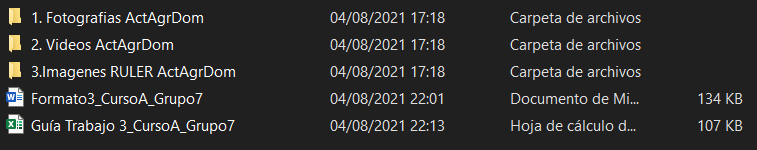 1. Fotografias ActAgrDom 04/08/2021 17:18 Carpeta de archivos
2. Videos ActAgrDom 04/08/2021 17:18 Carpeta de archivos
3.Imagenes RULER ActAgrDom 04/08/2021 17:18 Carpeta de archivos
Formato3_CursoA_Grupo7 04/08/2021 22:01 Documento de Mi... 134 KB
Guía Trabajo 3_CursoA_Grupo7 04/08/2021 22:13 Hoja de cálculo d... 107 KB